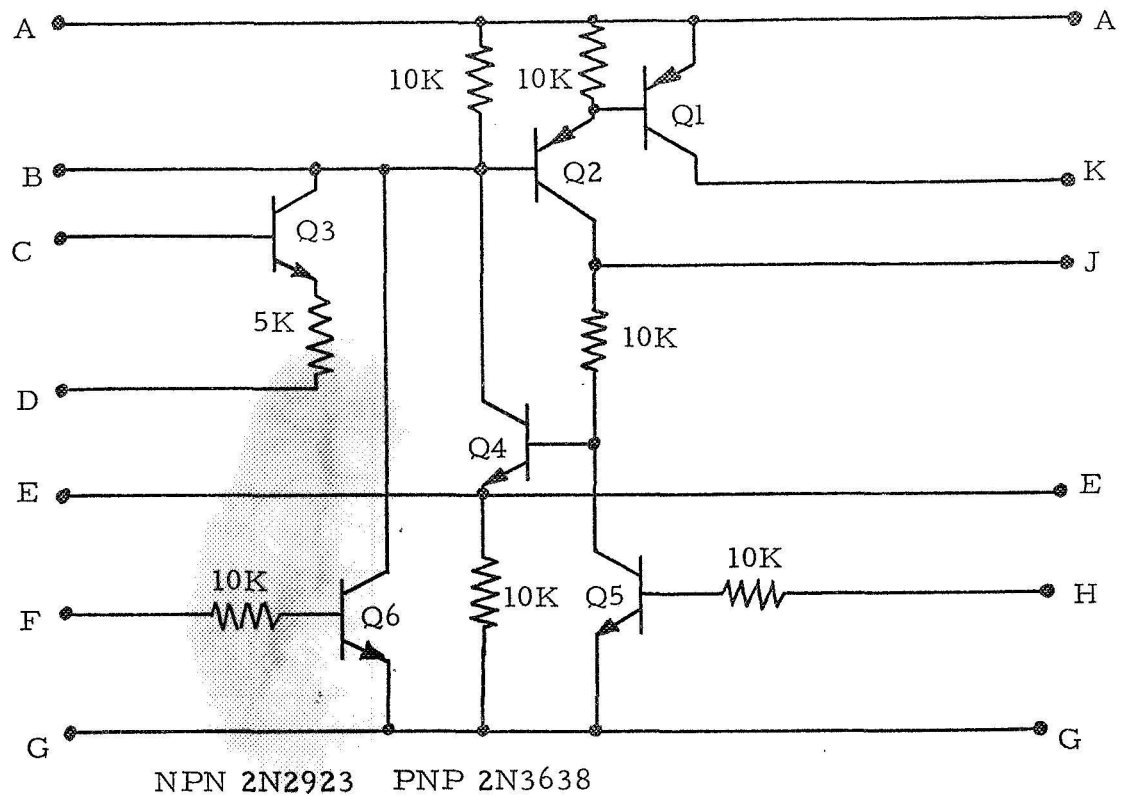 A A
10K 10K Q1
B Q2 K
C Q3 J
5K 10K
D
Q4
E E
10K 10K Q5 10K H
F Q6
G G
NPN 2N2923 PNP 2N3638